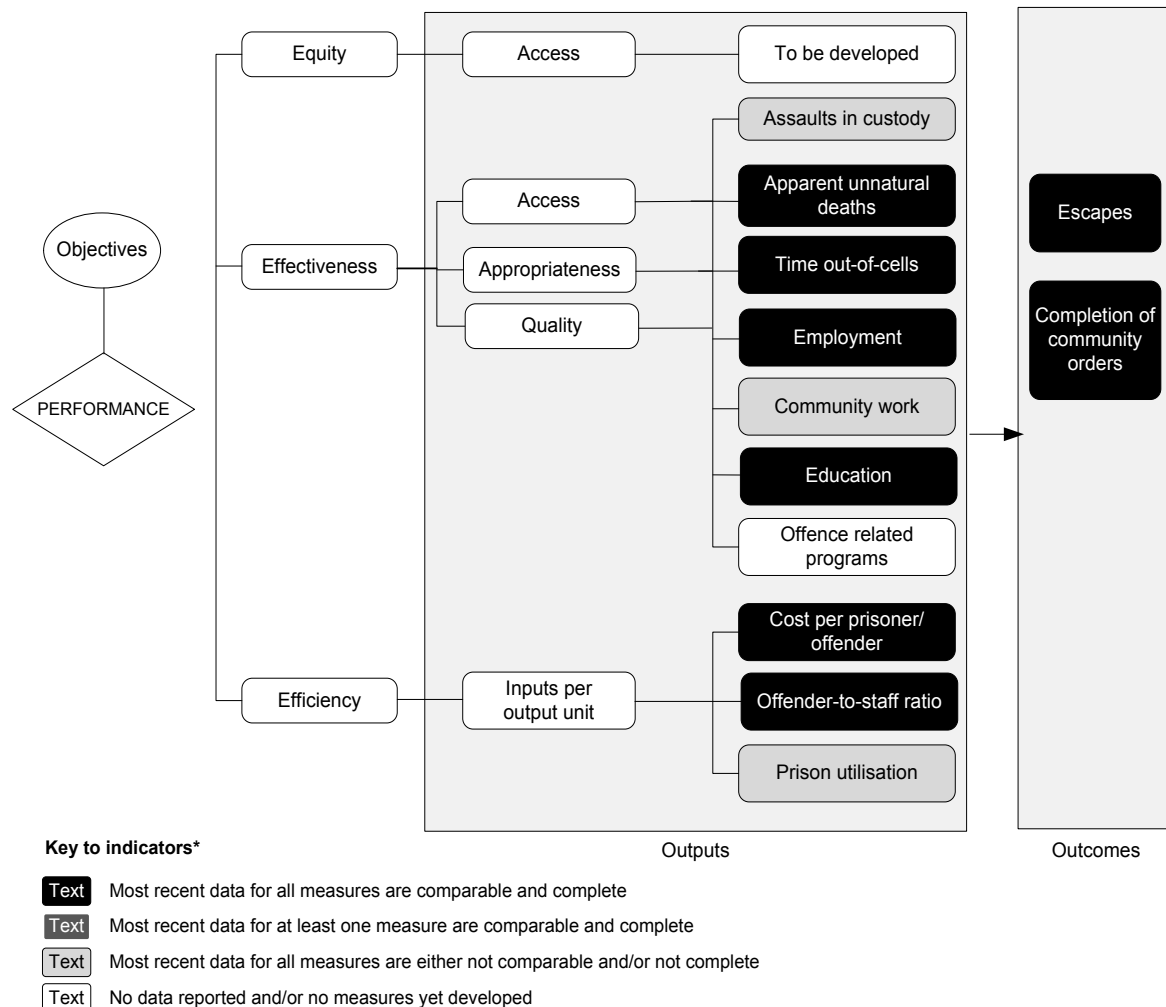 Equity
Access
To be developed
Assaults in custody
Access
Apparent unnatural
deaths
Escapes
Objectives
Effectiveness
Appropriateness
Time out-of-cells
Quality
Employment
Completion of
community
orders
PERFORMANCE
Community work
Education
Offence related
programs
Cost per prisoner/
offender
Efficiency
Inputs per
output unit
Offender-to-staff ratio
Prison utilisation
Outputs
Outcomes
Key to indicators*
Text Most recent data for all measures are comparable and complete
Text Most recent data for at least one measure are comparable and complete
Text Most recent data for all measures are either not comparable and/or not complete
Text No data reported and/or no measures yet developed